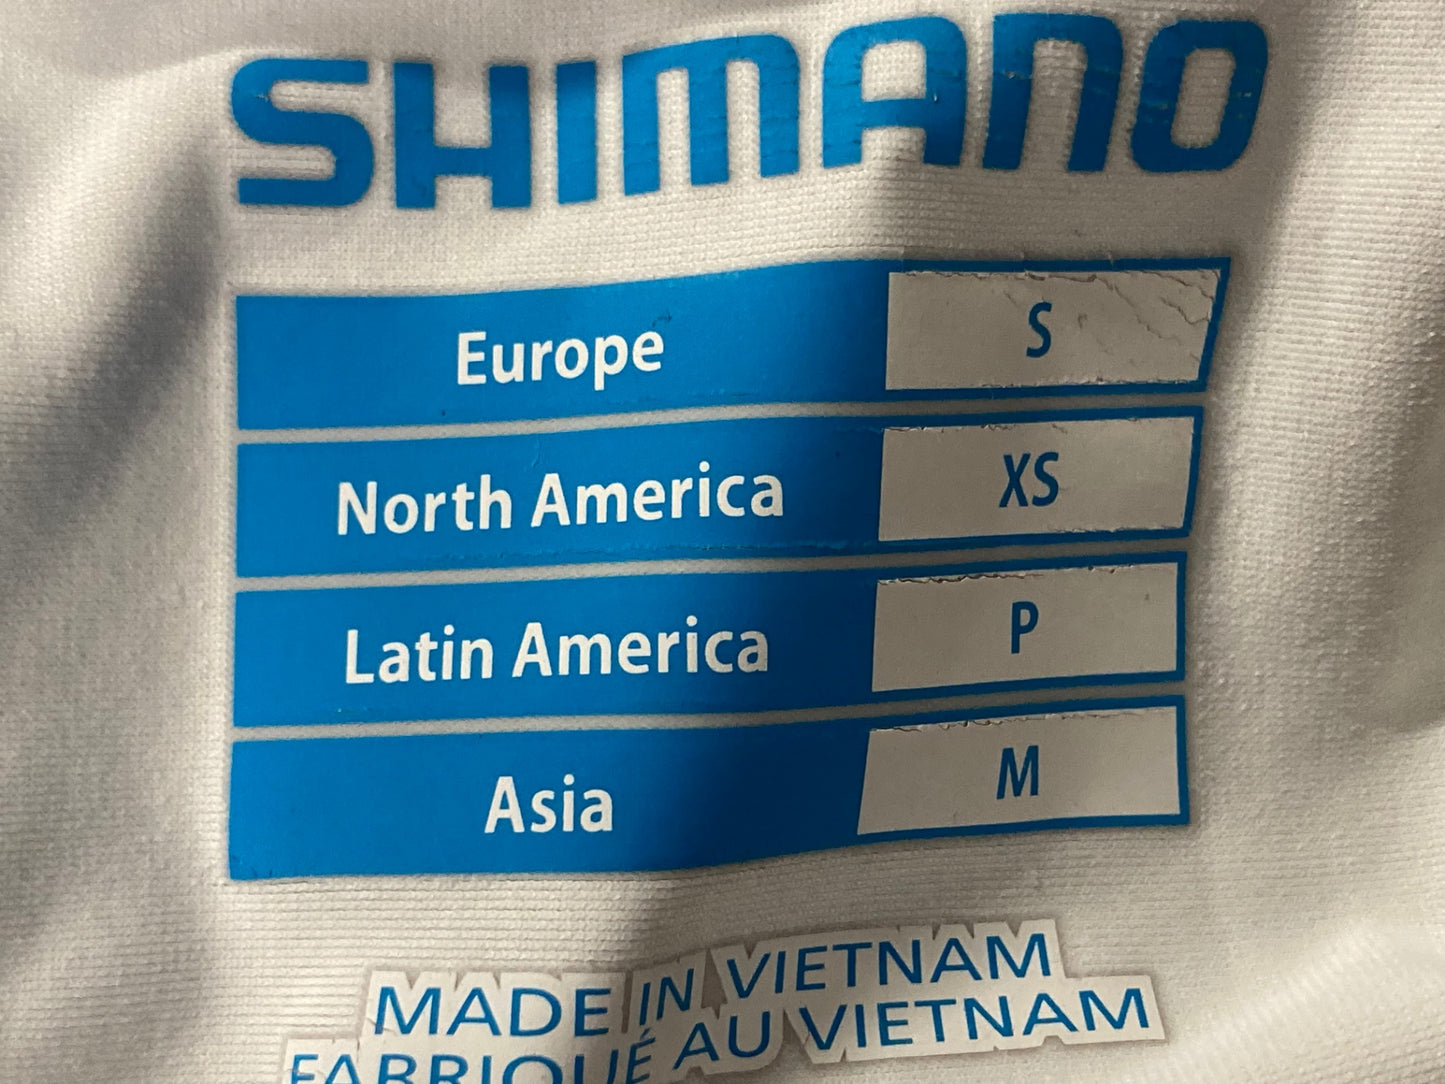 SHIMANO
Europe S
North America XS
Latin America P
Asia M
MADE IN VIETNAM
FABRIQUÉ AU VIETNAM